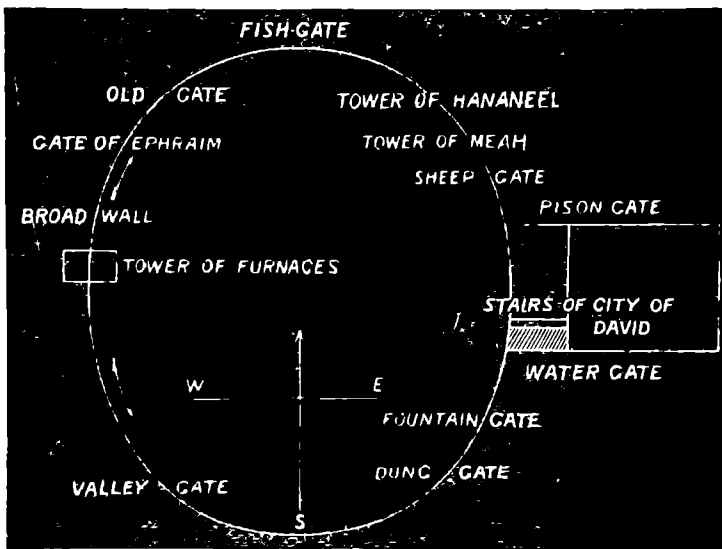 FISH-GATE
OLD GATE
TOWER OF HANANEEL
GATE OF EPHRAIM
TOWER OF MEAH
SHEEP GATE
BROAD WALL
PISON GATE
TOWER OF FURNACES
STAIRS OF CITY OF
DAVID
W
E
WATER GATE
FOUNTAIN GATE
DUNG GATE
VALLEY GATE
S